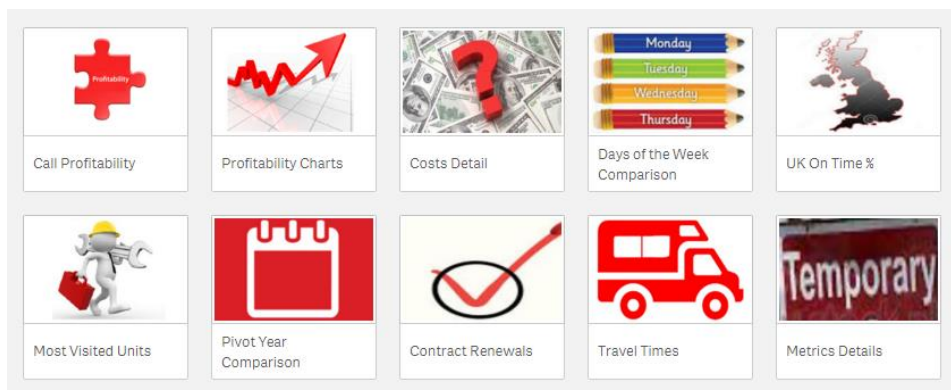 Profitability
Monday
Tuesday
Wednesday
Thursday
Call Profitability
Profitability Charts
Costs Detail
Days of the Week
Comparison
UK On Time %
Temporary
Most Visited Units
Pivot Year
Comparison
Contract Renewals
Travel Times
Metrics Details